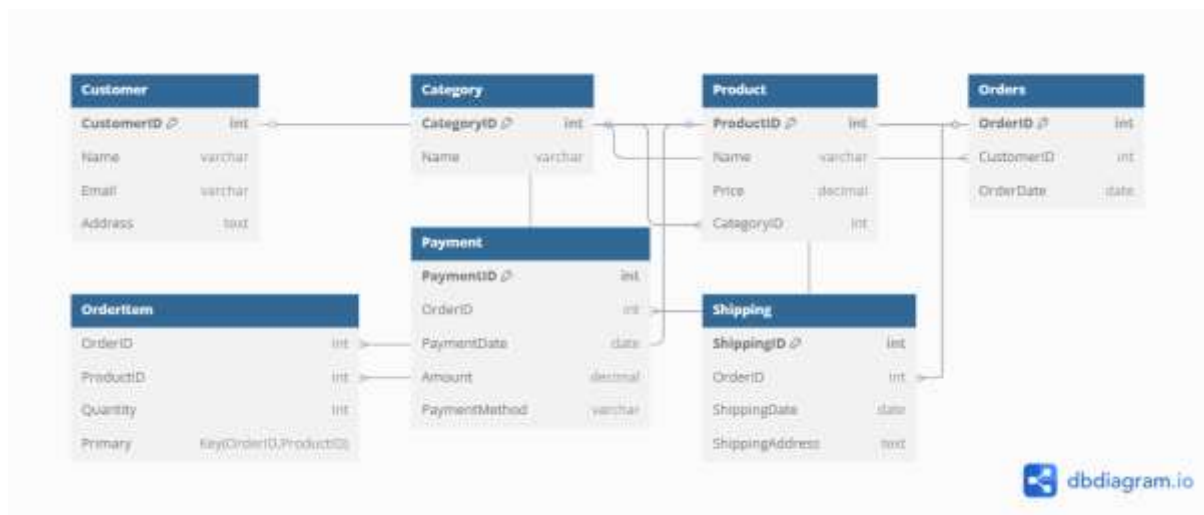 Customer
CustomerID int
Name varchar
Email varchar
Address text
Category
CategoryID int
Name varchar
Product
ProductID int
Name varchar
Price decimal
CategoryID int
Orders
OrderID int
CustomerID int
OrderDate date
Payment
PaymentID int
OrderID int
PaymentDate date
Amount decimal
PaymentMethod varchar
OrderItem
OrderID int
ProductID int
Quantity int
Primary Key(OrderID,ProductID)
Shipping
ShippingID int
OrderID int
ShippingDate date
ShippingAddress text
dbdiagram.io